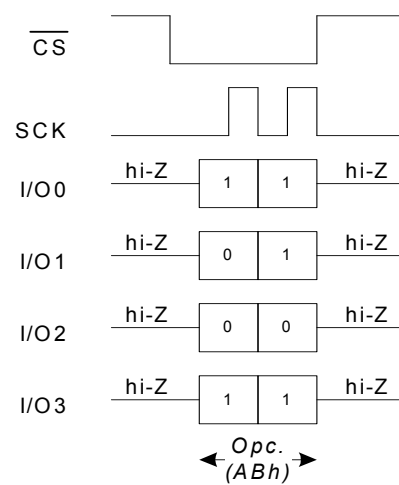 CS
SCK
hi-Z hi-Z
I/O0 1 1
hi-Z hi-Z
I/O1 0 1
hi-Z hi-Z
I/O2 0 0
hi-Z hi-Z
I/O3 1 1
Opc.
(ABh)